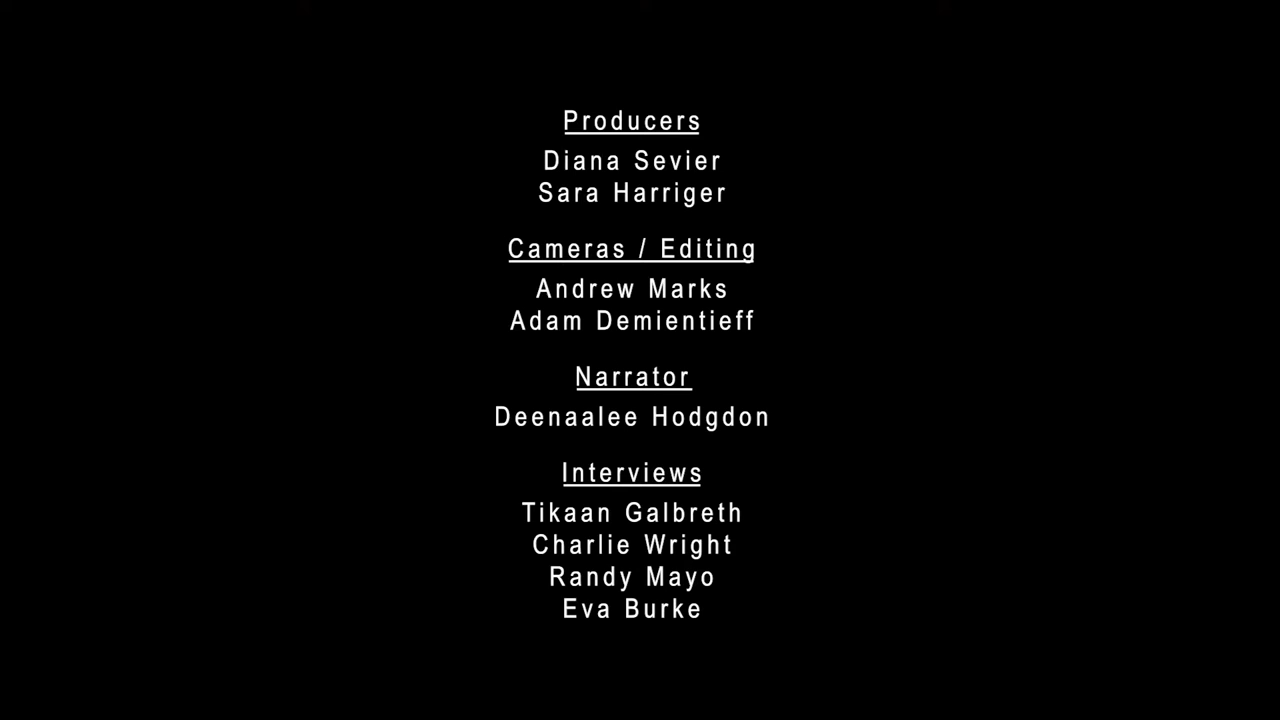 Producers
Diana Sevier
Sara Harriger
Cameras / Editing
Andrew Marks
Adam Demientieff
Narrator
Deenaalee Hodgdon
Interviews
Tikaan Galbreth
Charlie Wright
Randy Mayo
Eva Burke